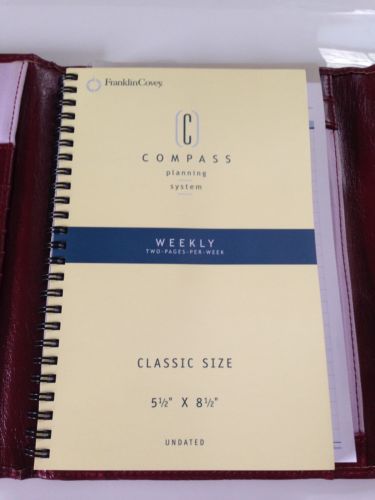 FranklinCovey
[C]
COMPASS
planning
system
WEEKLY
TWO-PAGES-PER-WEEK
CLASSIC SIZE
5½" X 8½"
UNDATED